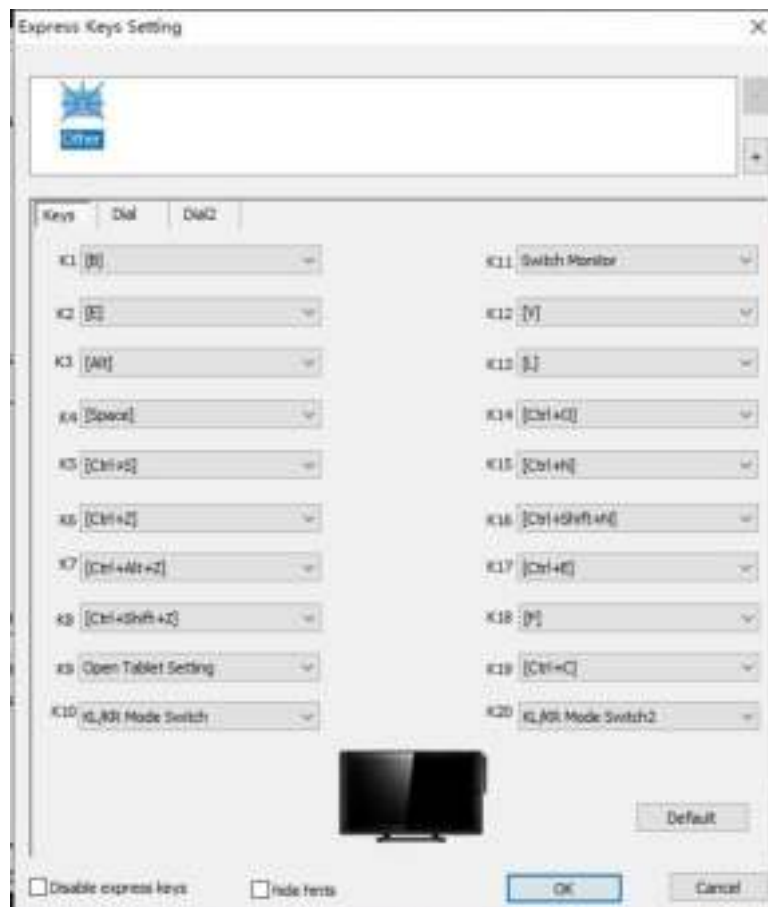 Express Keys Setting
Other
+
Keys Dial Dial2
K1 [B]
K2 [E]
K3 [Alt]
K4 [Space]
K5 [Ctrl+S]
K6 [Ctrl+Z]
K7 [Ctrl+Alt+Z]
K8 [Ctrl+Shift+Z]
K9 Open Tablet Setting
K10 KL/KR Mode Switch
K11 Switch Monitor
K12 [V]
K13 [L]
K14 [Ctrl+O]
K15 [Ctrl+N]
K16 [Ctrl+Shift+N]
K17 [Ctrl+E]
K18 [F]
K19 [Ctrl+C]
K20 KL/KR Mode Switch2
Default
Disable express keys
hide hints
OK
Cancel